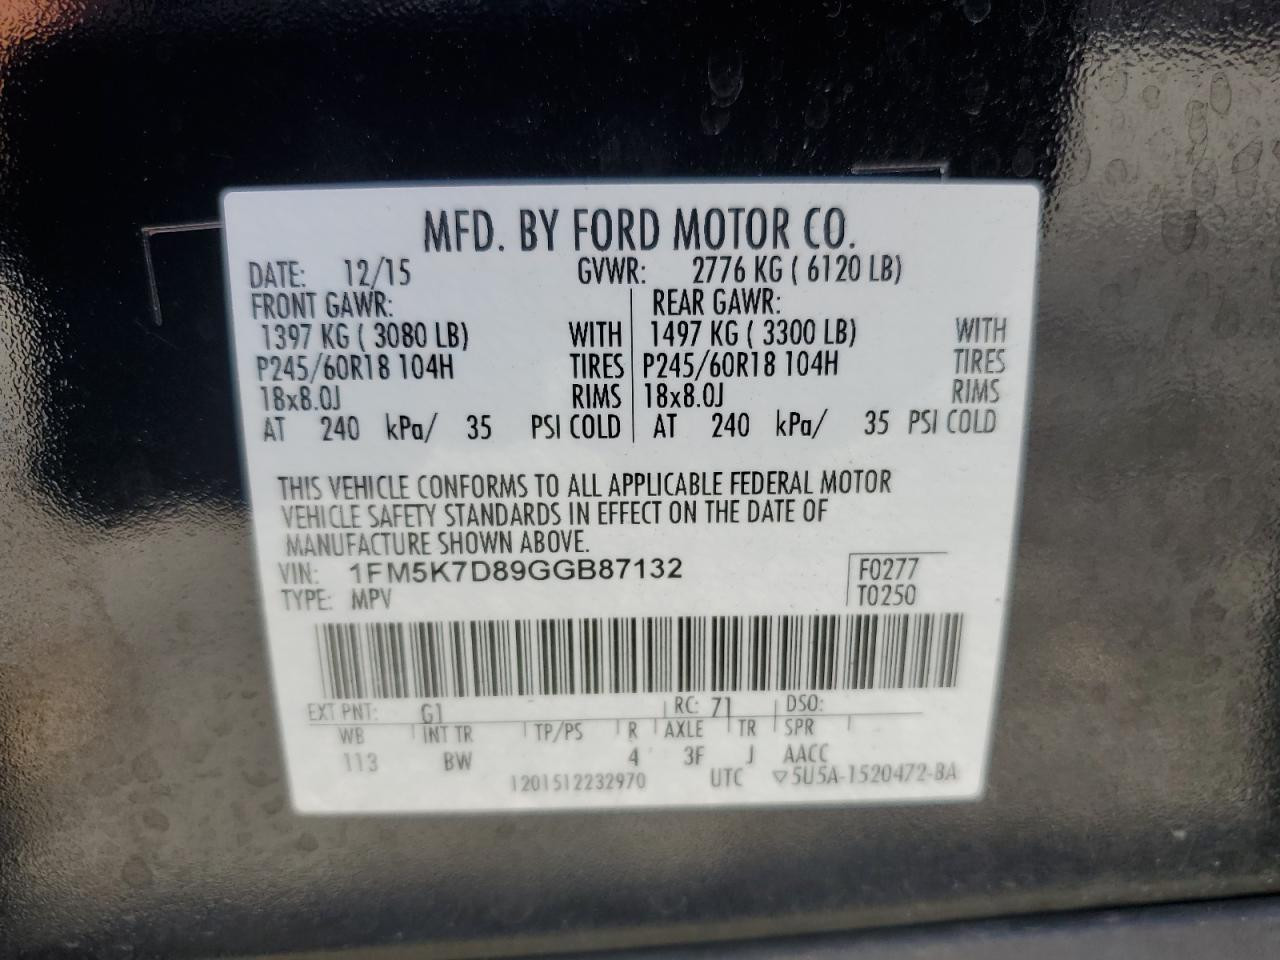 MFD. BY FORD MOTOR CO.
DATE: 12/15 GVWR: 2776 KG ( 6120 LB)
FRONT GAWR: REAR GAWR:
1397 KG ( 3080 LB) WITH 1497 KG ( 3300 LB) WITH
P245/60R18 104H TIRES P245/60R18 104H TIRES
18x8.0J RIMS 18x8.0J RIMS
AT 240 kPa/ 35 PSI COLD AT 240 kPa/ 35 PSI COLD
THIS VEHICLE CONFORMS TO ALL APPLICABLE FEDERAL MOTOR
VEHICLE SAFETY STANDARDS IN EFFECT ON THE DATE OF
MANUFACTURE SHOWN ABOVE.
VIN: 1FM5K7D89GGB87132 F0277
TYPE: MPV T0250
EXT PNT: G1 RC: 71 DSO:
WB INT TR TP/PS R AXLE TR SPR
113 BW 4 3F J AACC
1201512232970 UTC ▽5U5A-1520472-BA